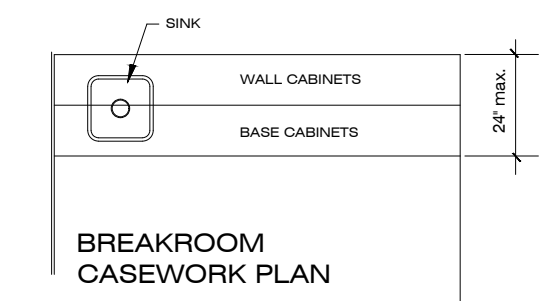 SINK
WALL CABINETS
BASE CABINETS
24" max.
BREAKROOM
CASEWORK PLAN